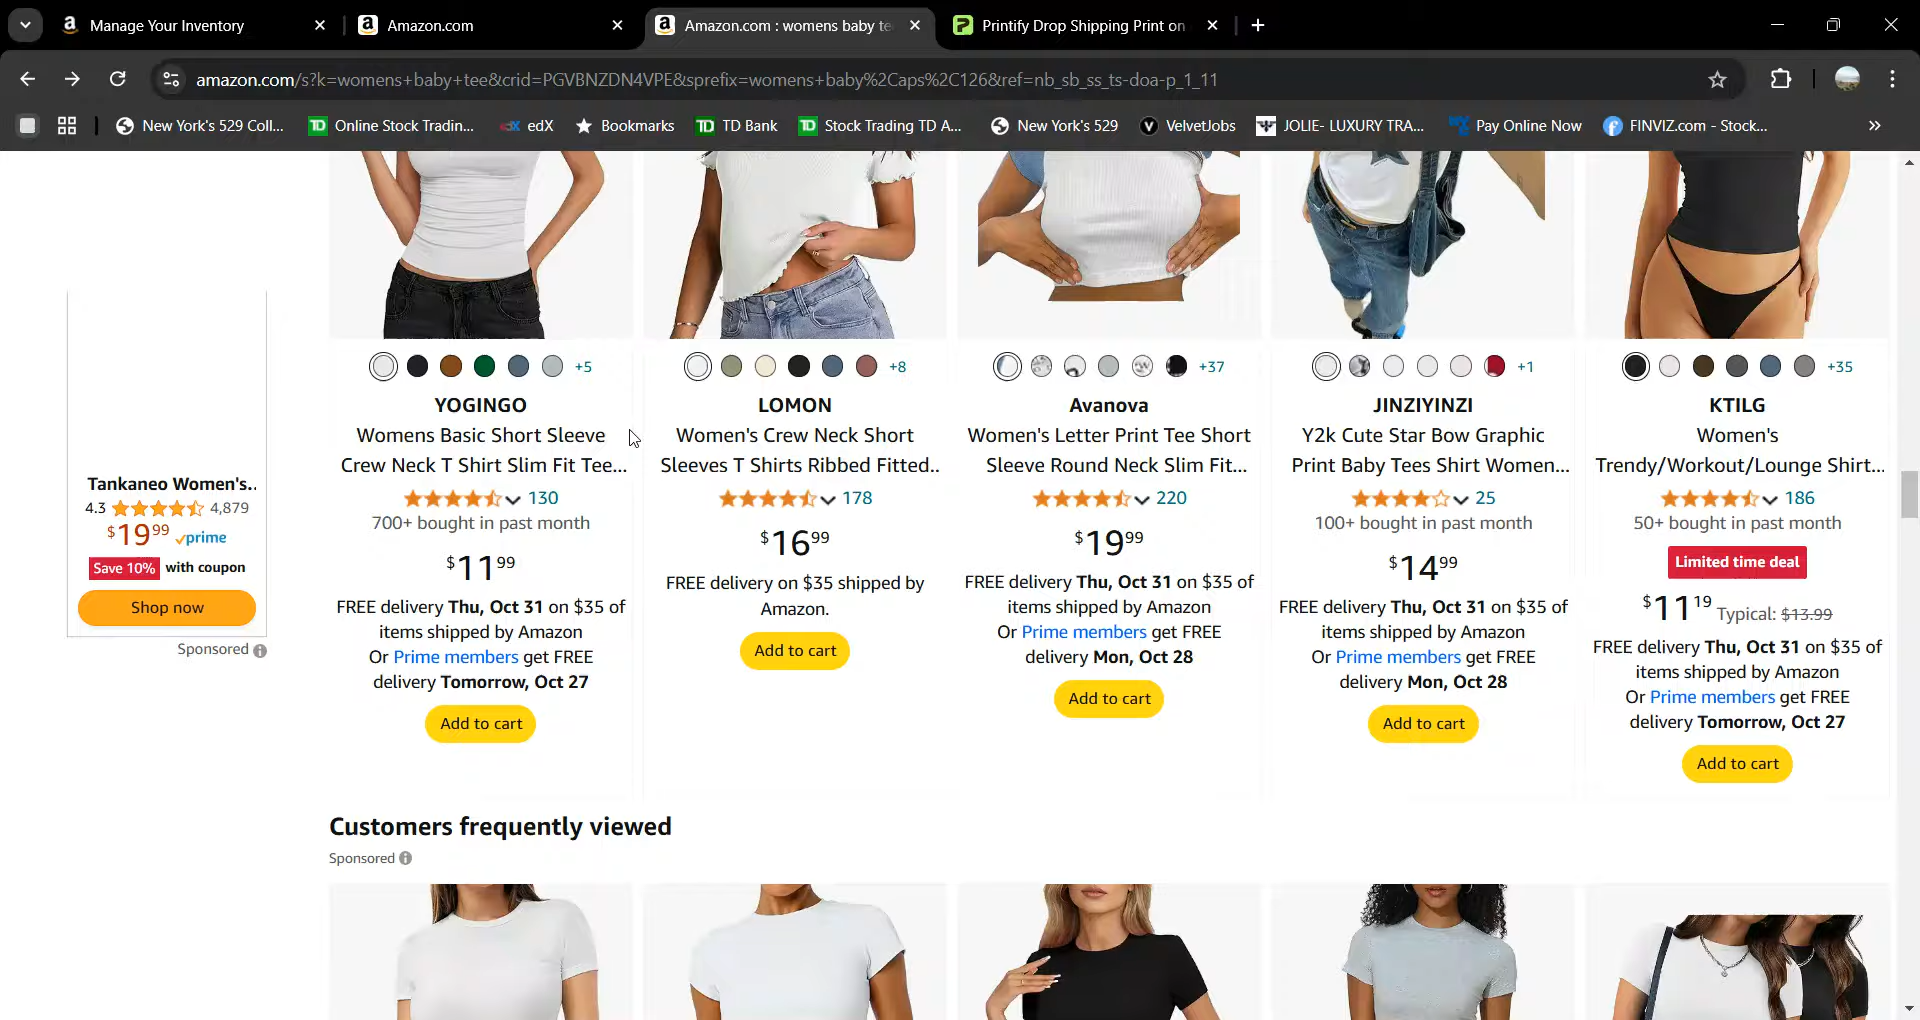 Manage Your Inventory
Amazon.com
Amazon.com : womens baby te
Printify Drop Shipping Print on
amazon.com/s?k=womens+baby+tee&crid=PGVBNZDN4VPE&sprefix=womens+baby%2Caps%2C126&ref=nb_sb_ss_ts-doa-p_1_11
New York's 529 Coll...
Online Stock Tradin...
edX
Bookmarks
TD Bank
Stock Trading TD A...
New York's 529
VelvetJobs
JOLIE- LUXURY TRA...
Pay Online Now
FINVIZ.com - Stock...
Tankaneo Women's..
4.3 4,879
$19.99 prime
Save 10% with coupon
Shop now
Sponsored
+5
YOGINGO
Womens Basic Short Sleeve
Crew Neck T Shirt Slim Fit Tee...
130
700+ bought in past month
$11.99
FREE delivery Thu, Oct 31 on $35 of
items shipped by Amazon
Or Prime members get FREE
delivery Tomorrow, Oct 27
Add to cart
+8
LOMON
Women's Crew Neck Short
Sleeves T Shirts Ribbed Fitted..
178
$16.99
FREE delivery on $35 shipped by
Amazon.
Add to cart
+37
Avanova
Women's Letter Print Tee Short
Sleeve Round Neck Slim Fit...
220
$19.99
FREE delivery Thu, Oct 31 on $35 of
items shipped by Amazon
Or Prime members get FREE
delivery Mon, Oct 28
Add to cart
+1
JINZIYINZI
Y2k Cute Star Bow Graphic
Print Baby Tees Shirt Women...
25
100+ bought in past month
$14.99
FREE delivery Thu, Oct 31 on $35 of
items shipped by Amazon
Or Prime members get FREE
delivery Mon, Oct 28
Add to cart
+35
KTILG
Women's
Trendy/Workout/Lounge Shirt...
186
50+ bought in past month
Limited time deal
$11.19 Typical: $13.99
FREE delivery Thu, Oct 31 on $35 of
items shipped by Amazon
Or Prime members get FREE
delivery Tomorrow, Oct 27
Add to cart
Customers frequently viewed
Sponsored